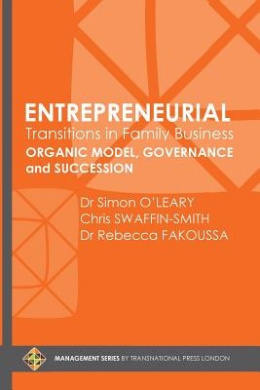 ENTREPRENEURIAL
Transitions in Family Business
ORGANIC MODEL, GOVERNANCE
and SUCCESSION
Dr Simon O'LEARY
Chris SWAFFIN-SMITH
Dr Rebecca FAKOUSSA
MANAGEMENT SERIES BY TRANSNATIONAL PRESS LONDON